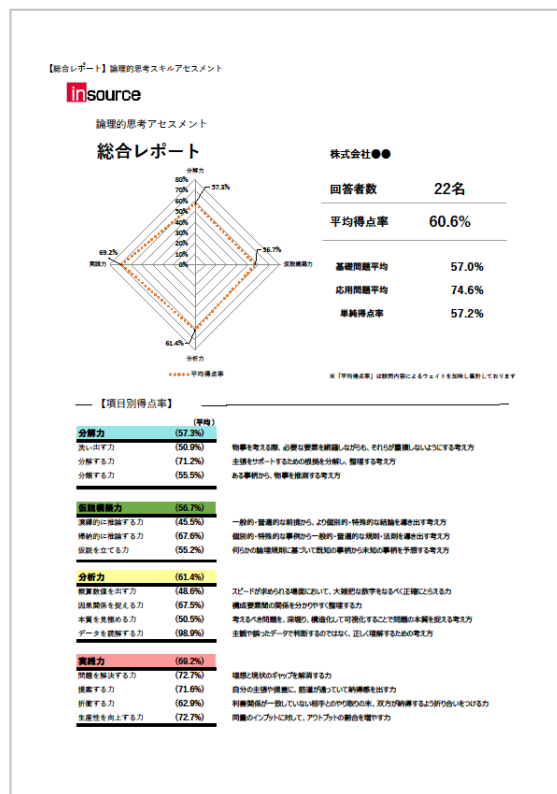 【総合レポート】論理的思考スキルアセスメント
insource
論理的思考アセスメント
総合レポート
株式会社●●
回答者数 22名
平均得点率 60.6%
基礎問題平均 57.0%
応用問題平均 74.6%
単純得点率 57.2%
※「平均得点率」は設問内容によるウェイトを加味し集計しております
分解力
80%
70%
60%
50%
40%
30%
20%
10%
0%
57.3%
56.7%
仮説構築力
61.4%
分析力
69.2%
実践力
平均得点率
【項目別得点率】
(平均)
分解力 (57.3%)
洗い出す力 (50.9%) 物事を考える際、必要な要素を網羅しながらも、それらが重複しないようにする考え方
分解する力 (71.2%) 主張をサポートするための根拠を分解し、整理する考え方
分類する力 (55.5%) ある事柄から、物事を推測する考え方
仮説構築力 (56.7%)
演繹的に推論する力 (45.5%) 一般的・普遍的な前提から、より個別的・特殊的な結論を導き出す考え方
帰納的に推論する力 (67.6%) 個別的・特殊的な事例から一般的・普遍的な規則・法則を導き出す考え方
仮説を立てる力 (55.2%) 何らかの論理規則に基づいて既知の事柄から未知の事柄を予想する考え方
分析力 (61.4%)
概算数値を出す力 (48.6%) スピードが求められる場面において、大雑把な数字をなるべく正確にとらえる力
因果関係を捉える力 (67.5%) 構成要素間の関係を分かりやすく整理する力
本質を見極める力 (50.5%) 考えるべき問題を、深堀り、構造化して可視化することで問題の本質を捉える考え方
データを読解する力 (98.9%) 主観や誤ったデータで判断するのではなく、正しく理解するための考え方
実践力 (69.2%)
問題を解決する力 (72.7%) 理想と現状のギャップを解消する力
提案する力 (71.6%) 自分の主張や提言に、筋道が通っていて納得感を出す力
折衝する力 (62.9%) 利害関係が一致していない相手とのやり取りの末、双方が納得するよう折り合いをつける力
生産性を向上する力 (72.7%) 同量のインプットに対して、アウトプットの割合を増やす力